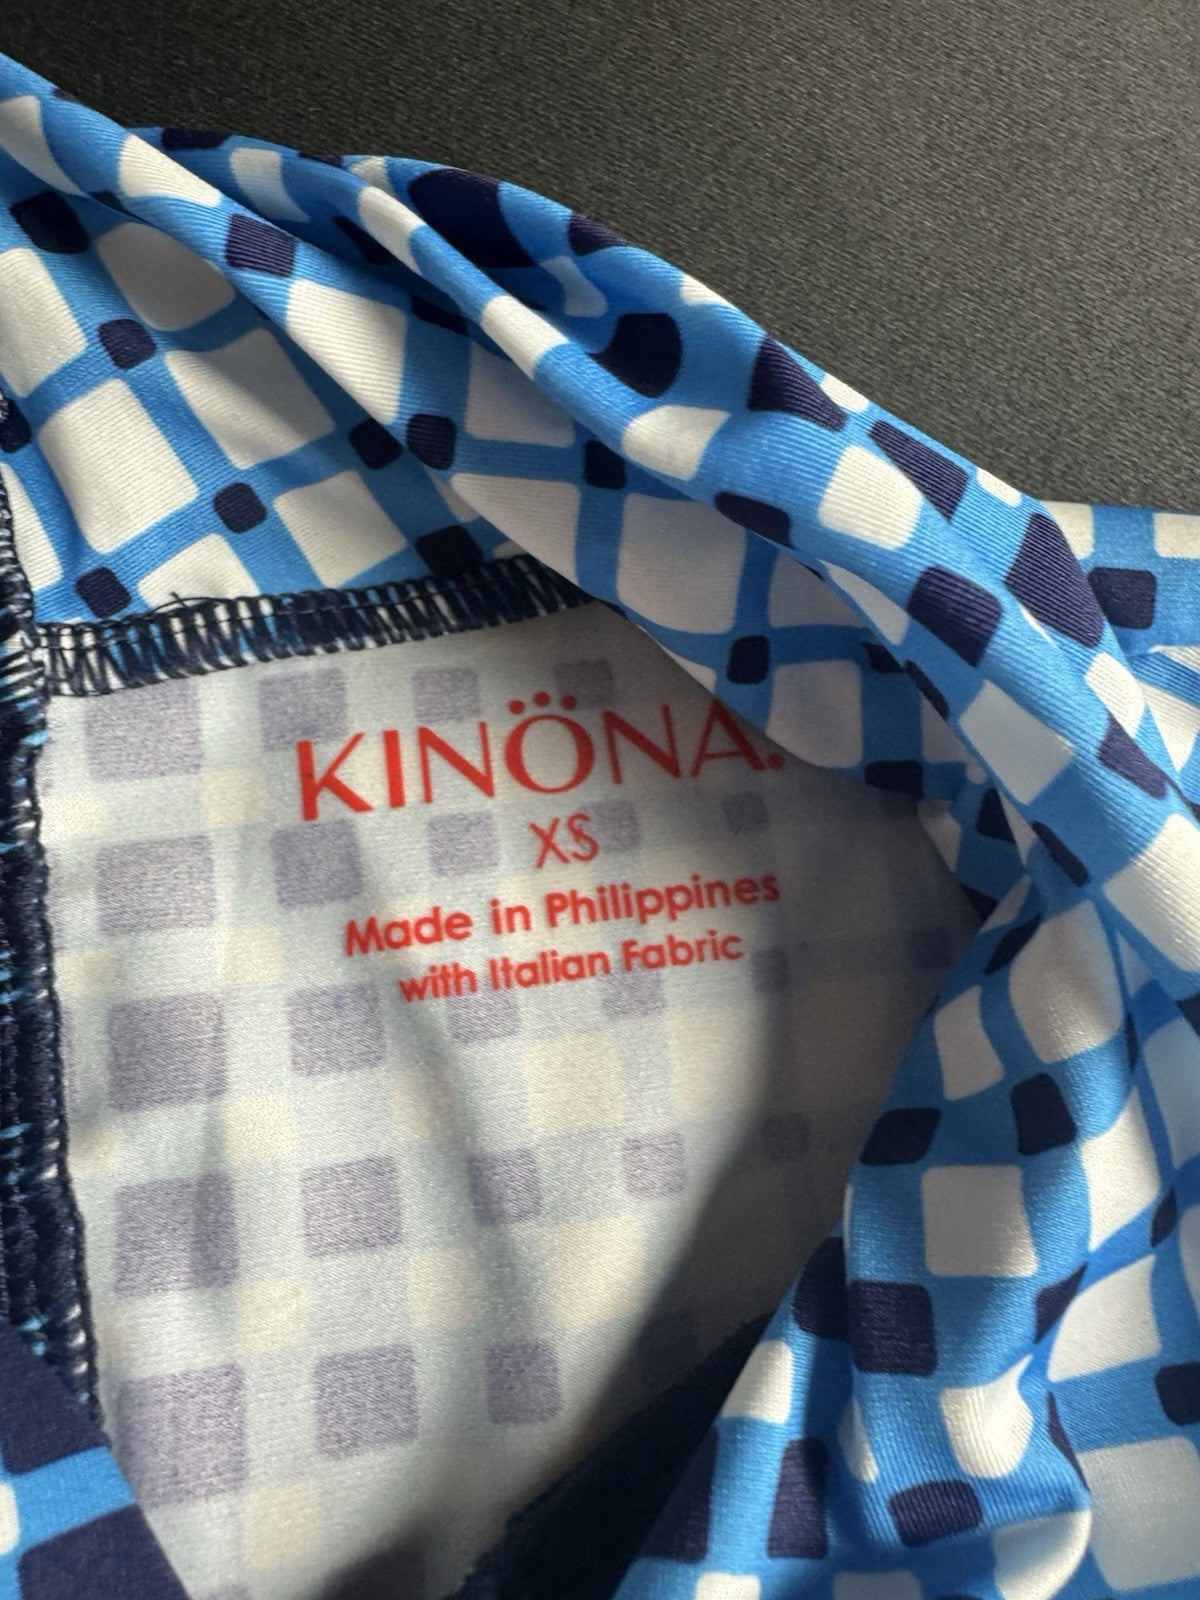 KINÖNA.
XS
Made in Philippines
with Italian Fabric